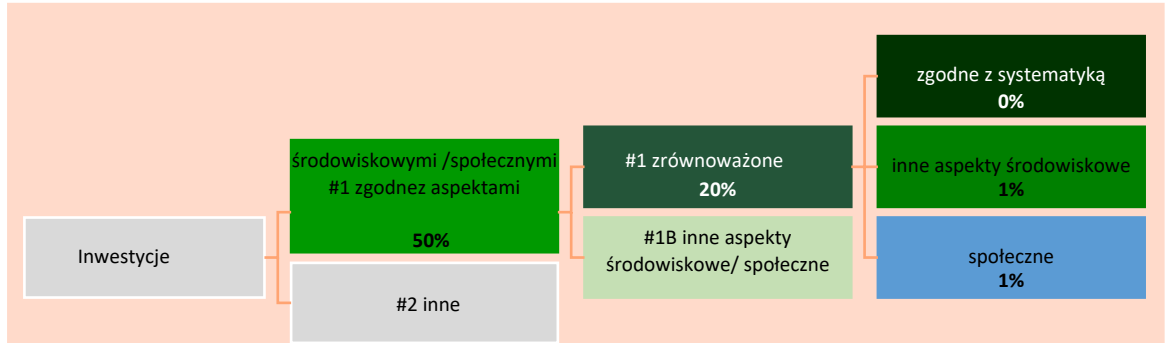 Inwestycje
środowiskowymi /społecznymi
#1 zgodnez aspektami
50%
#2 inne
#1 zrównoważone
20%
#1B inne aspekty
środowiskowe/ społeczne
zgodne z systematyką
0%
inne aspekty środowiskowe
1%
społeczne
1%